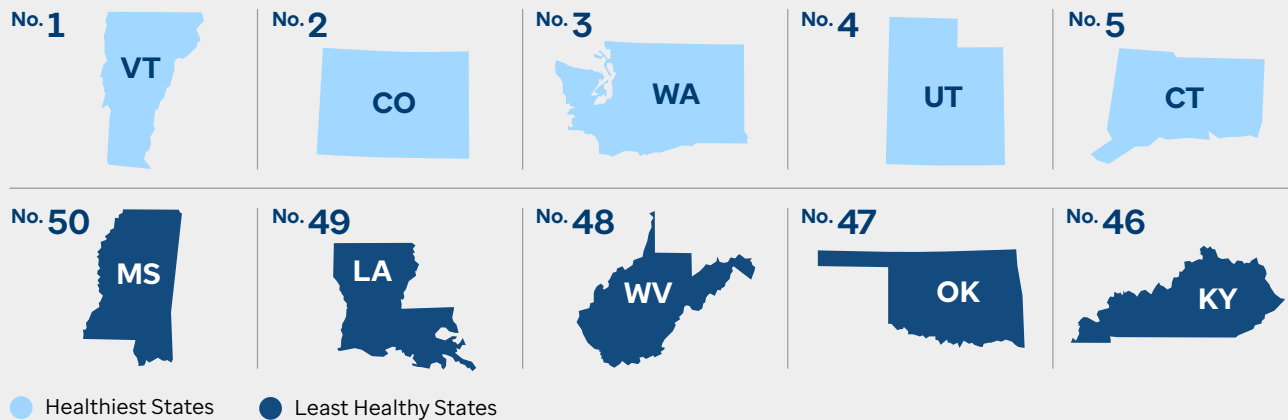 No. 1
VT
No. 2
CO
No. 3
WA
No. 4
UT
No. 5
CT
No. 50
MS
No. 49
LA
No. 48
WV
No. 47
OK
No. 46
KY
Healthiest States
Least Healthy States